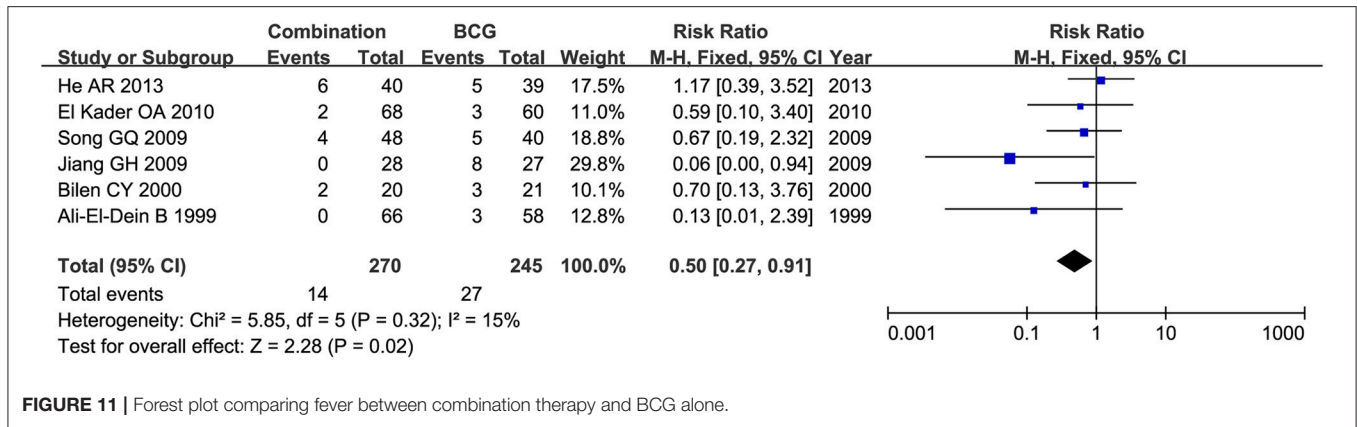 Combination BCG Risk Ratio Risk Ratio
Study or Subgroup Events Total Events Total Weight M-H, Fixed, 95% CI Year M-H, Fixed, 95% CI
He AR 2013 6 40 5 39 17.5% 1.17 [0.39, 3.52] 2013
El Kader OA 2010 2 68 3 60 11.0% 0.59 [0.10, 3.40] 2010
Song GQ 2009 4 48 5 40 18.8% 0.67 [0.19, 2.32] 2009
Jiang GH 2009 0 28 8 27 29.8% 0.06 [0.00, 0.94] 2009
Bilen CY 2000 2 20 3 21 10.1% 0.70 [0.13, 3.76] 2000
Ali-El-Dein B 1999 0 66 3 58 12.8% 0.13 [0.01, 2.39] 1999
Total (95% CI) 270 245 100.0% 0.50 [0.27, 0.91]
Total events 14 27
Heterogeneity: Chi² = 5.85, df = 5 (P = 0.32); I² = 15%
Test for overall effect: Z = 2.28 (P = 0.02)
0.001 0.1 1 10 1000
FIGURE 11 | Forest plot comparing fever between combination therapy and BCG alone.